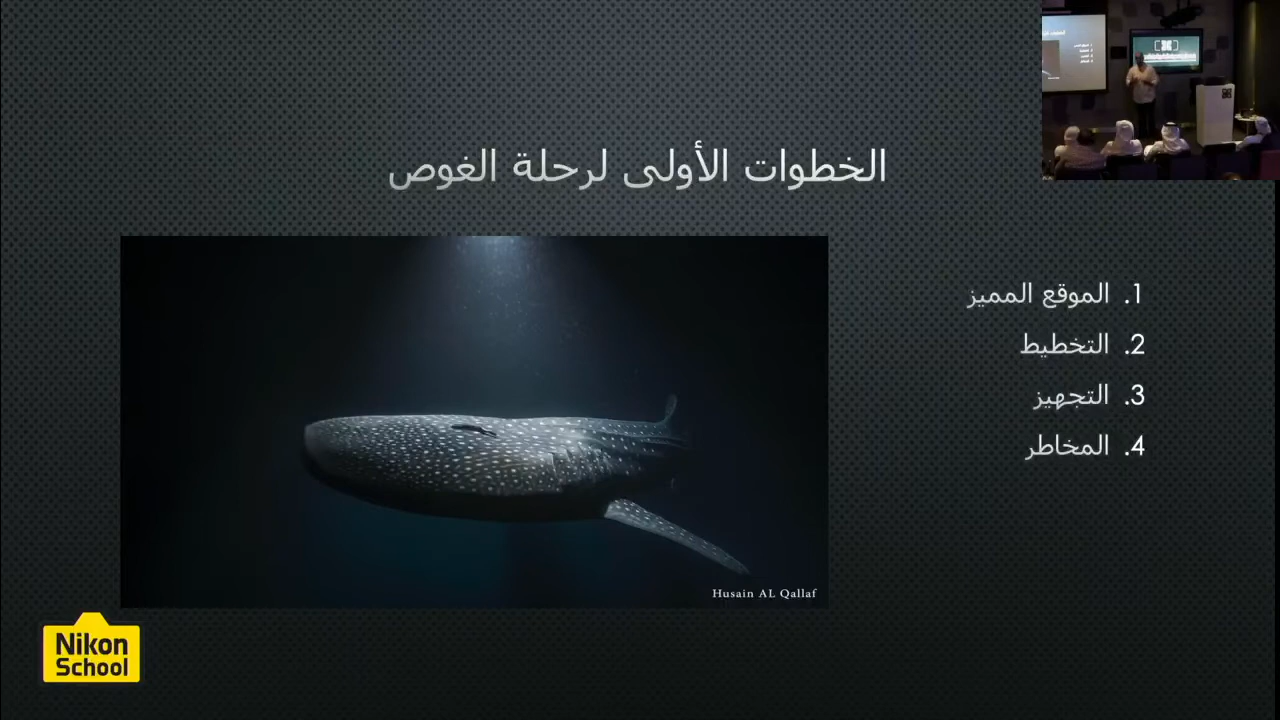 الخطوات الأولى لرحلة الغوص
1. الموقع المميز
2. التخطيط
3. التجهيز
4. المخاطر
Husain AL Qallaf
Nikon
School